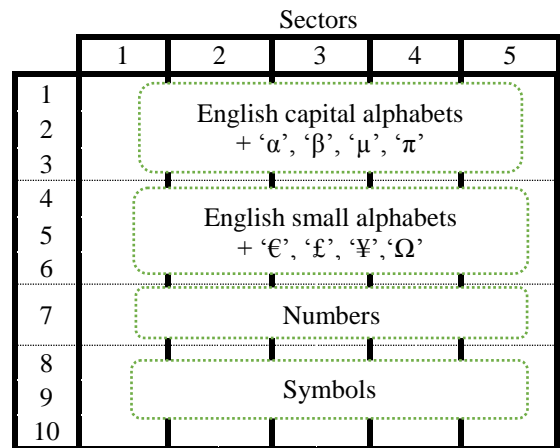 Sectors
1 2 3 4 5
1
2
3
English capital alphabets
+ ‘α’, ‘β’, ‘μ’, ‘π’
4
5
6
English small alphabets
+ ‘€’, ‘£’, ‘¥’,‘Ω’
7
Numbers
8
9
10
Symbols